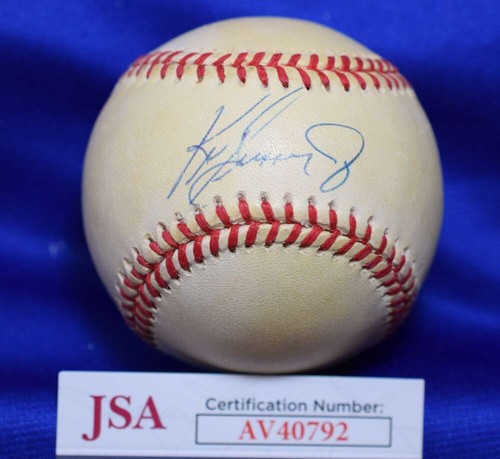 JSA
Certification Number:
AV40792